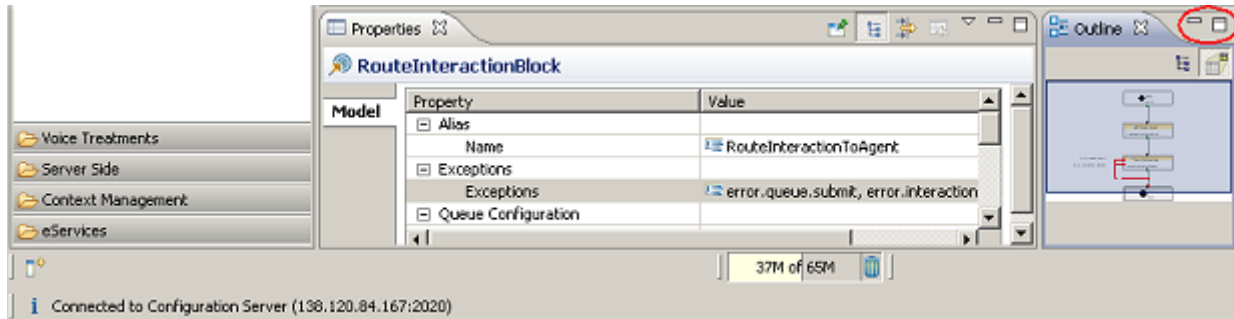 Properties
Outline
RouteInteractionBlock
Model
Property Value
Alias
Name RouteInteractionToAgent
Exceptions
Exceptions error.queue.submit, error.interaction
Queue Configuration
Voice Treatments
Server Side
Context Management
eServices
37M of 65M
i Connected to Configuration Server (138.120.84.167:2020)